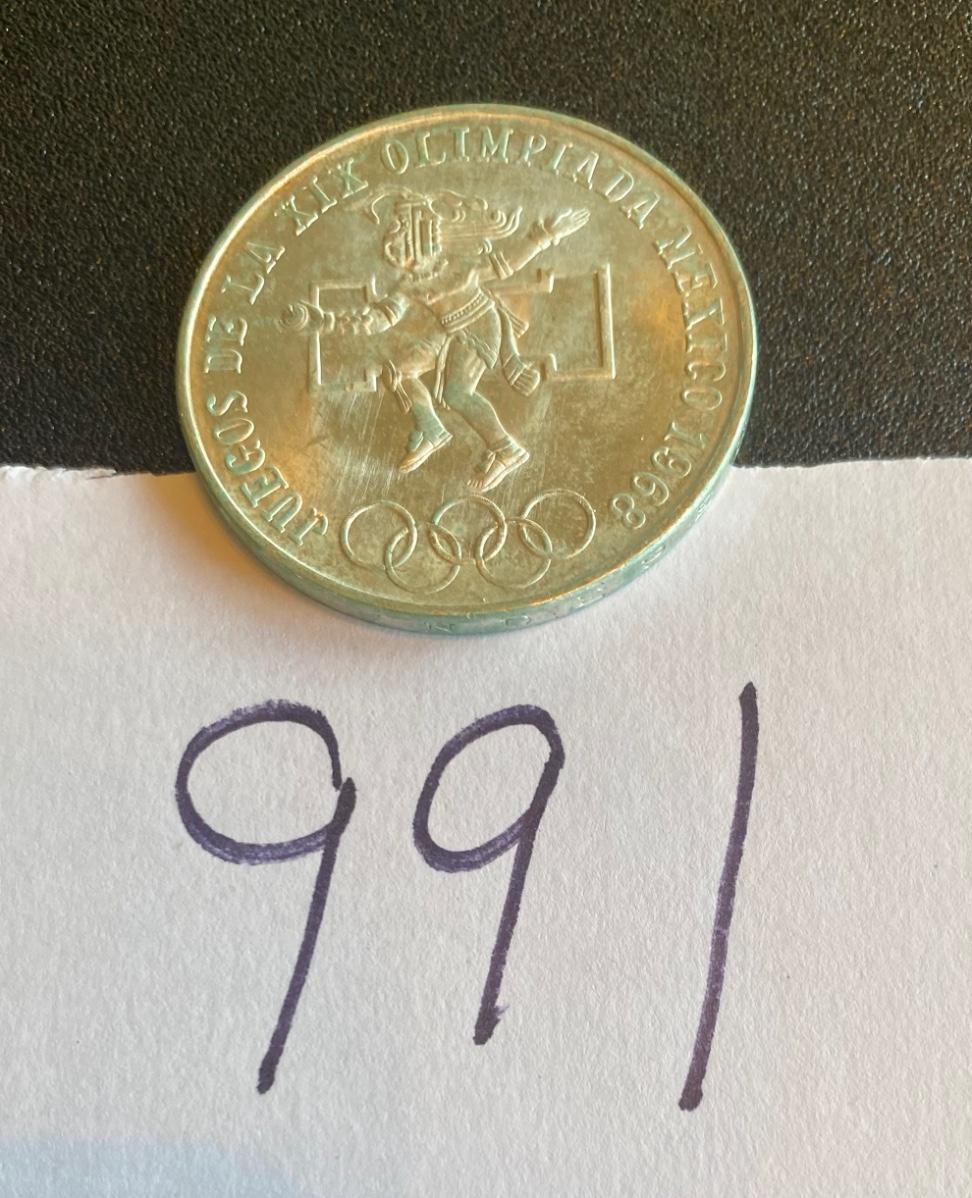 JUEGOS DE LA XIX OLIMPIADA MEXICO 1968
991